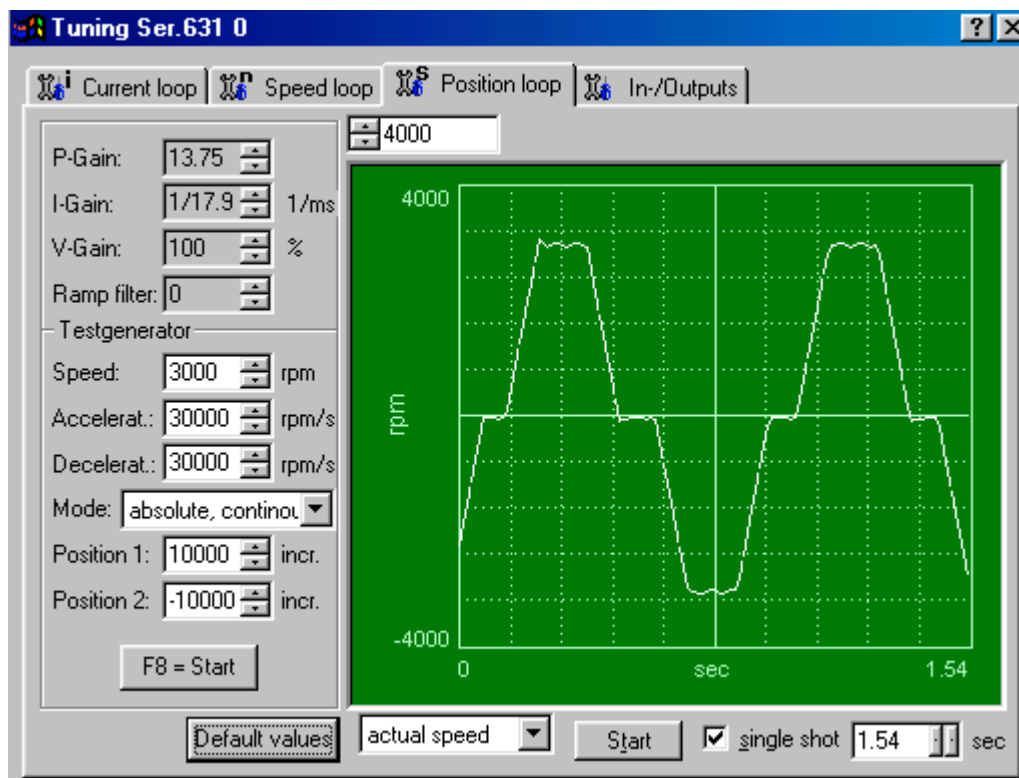 Tuning Ser.631 0
i Current loop
n Speed loop
S Position loop
In-/Outputs
4000
P-Gain: 13.75
I-Gain: 1/17.9 1/ms
V-Gain: 100 %
Ramp filter: 0
Testgenerator
Speed: 3000 rpm
Accelerat.: 30000 rpm/s
Decelerat.: 30000 rpm/s
Mode: absolute, continou
Position 1: 10000 incr.
Position 2: -10000 incr.
F8 = Start
Default values
4000
rpm
-4000
0 sec 1.54
actual speed
Start
single shot 1.54 sec